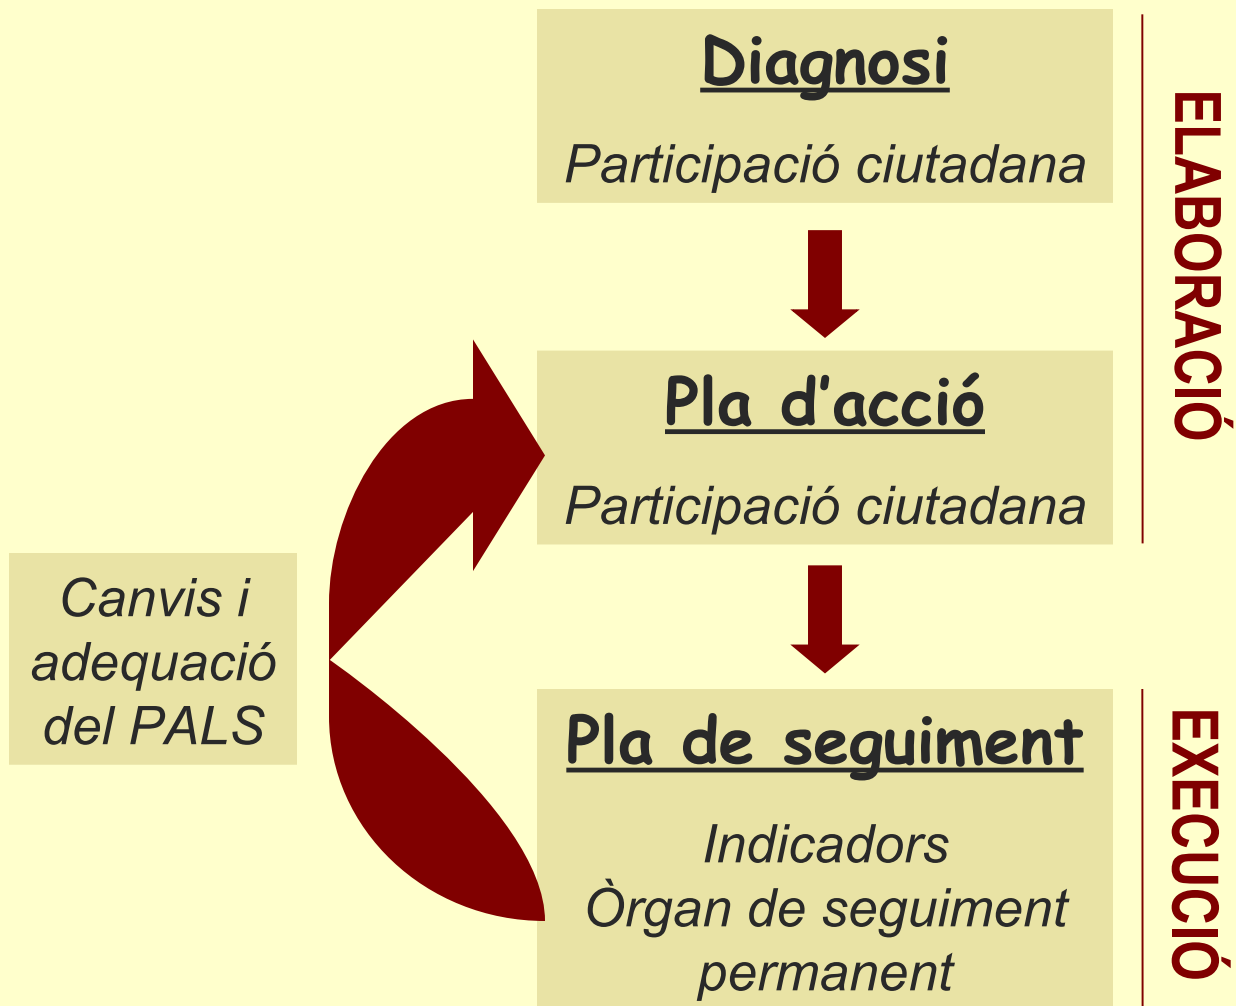 Diagnosi
Participació ciutadana
ELABORACIÓ
Pla d'acció
Participació ciutadana
Canvis i
adequació
del PALS
Pla de seguiment
Indicadors
Òrgan de seguiment
permanent
EXECUCIÓ